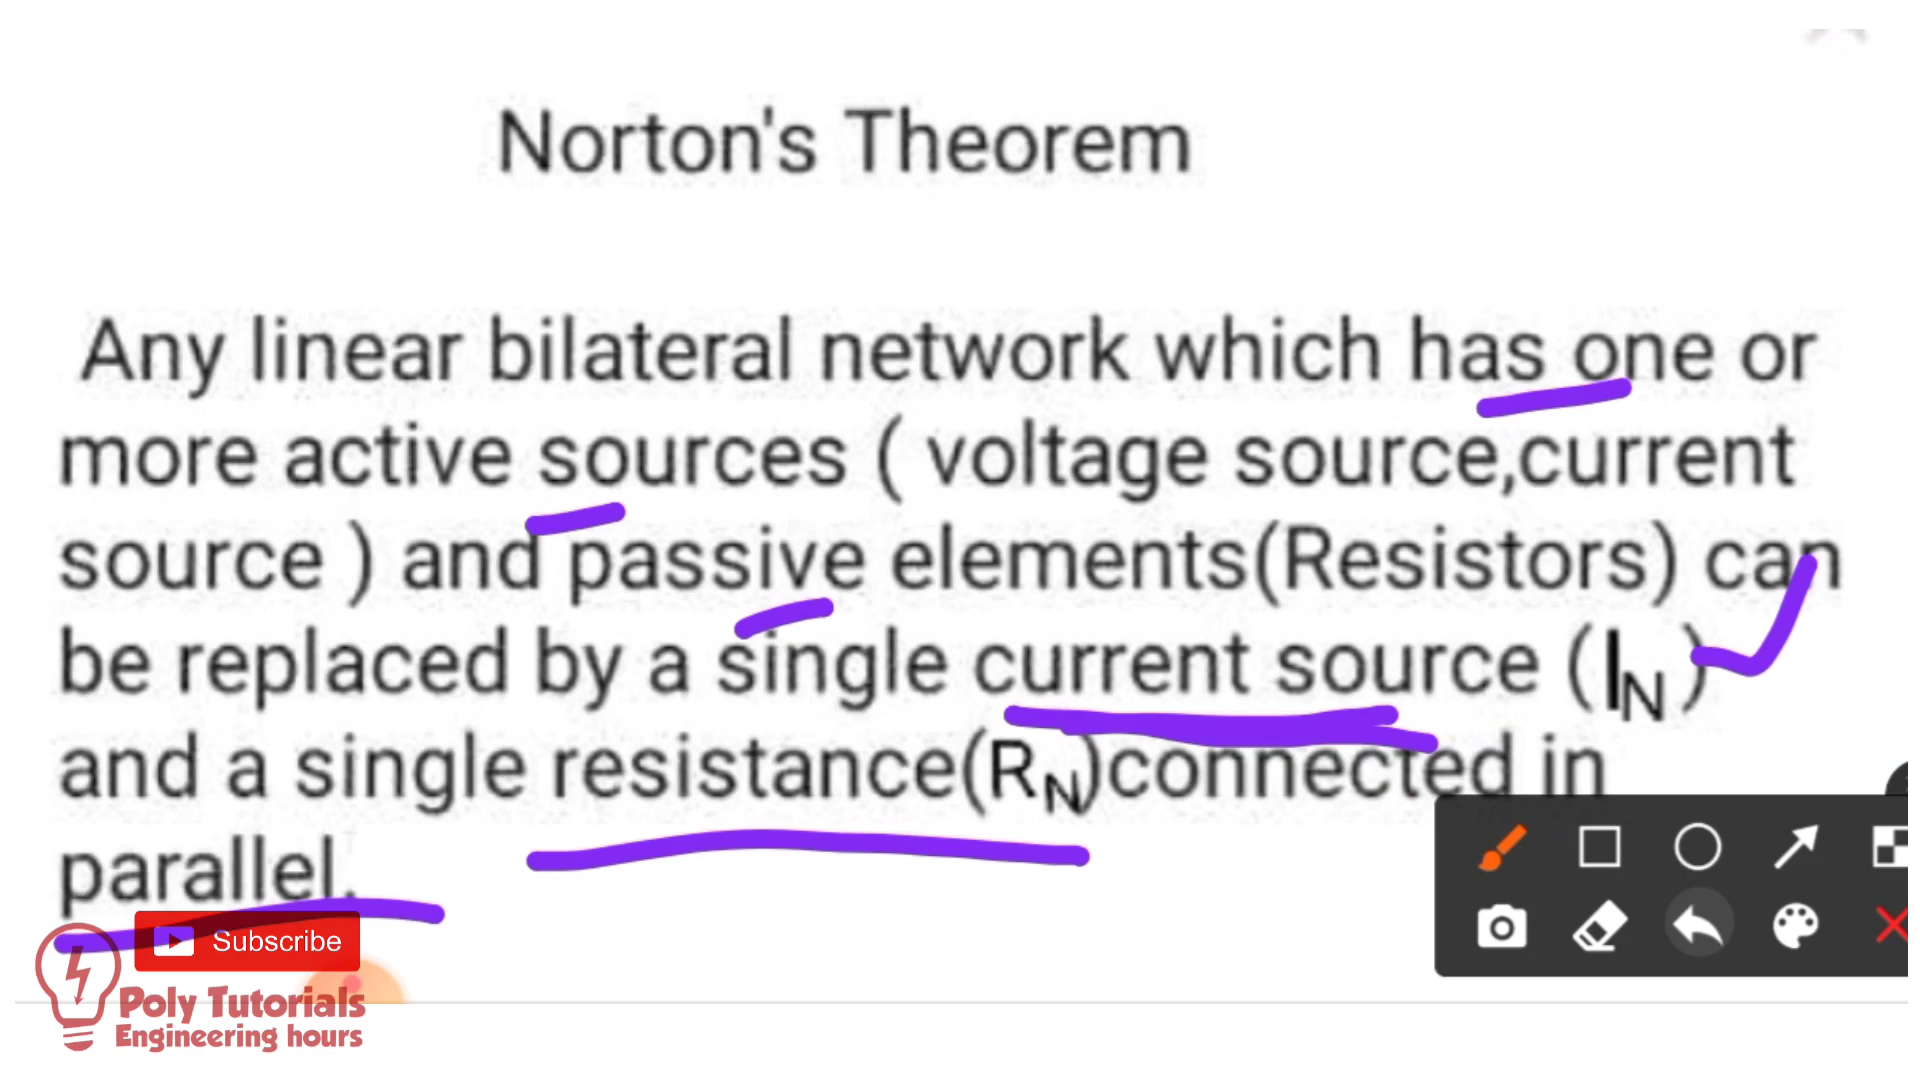 Norton's Theorem
Any linear bilateral network which has one or
more active sources ( voltage source,current
source ) and passive elements(Resistors) can
be replaced by a single current source (IN)
and a single resistance(RN)connected in
parallel.
Subscribe
Poly Tutorials
Engineering hours